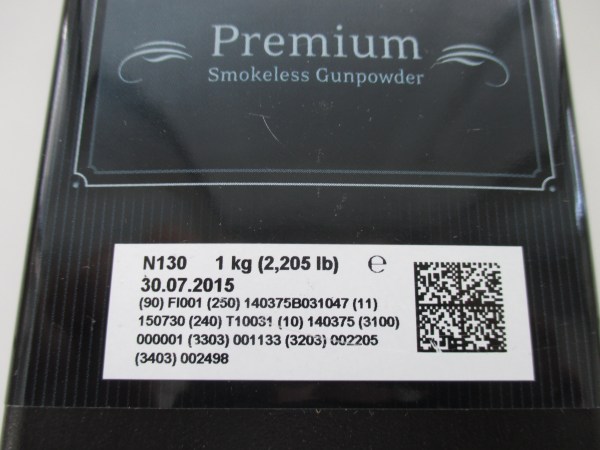 Premium
Smokeless Gunpowder
N130 1 kg (2,205 lb) e
30.07.2015
(90) FI001 (250) 140375B031047 (11)
150730 (240) T10031 (10) 140375 (3100)
000001 (3303) 001133 (3203) 002205
(3403) 002498